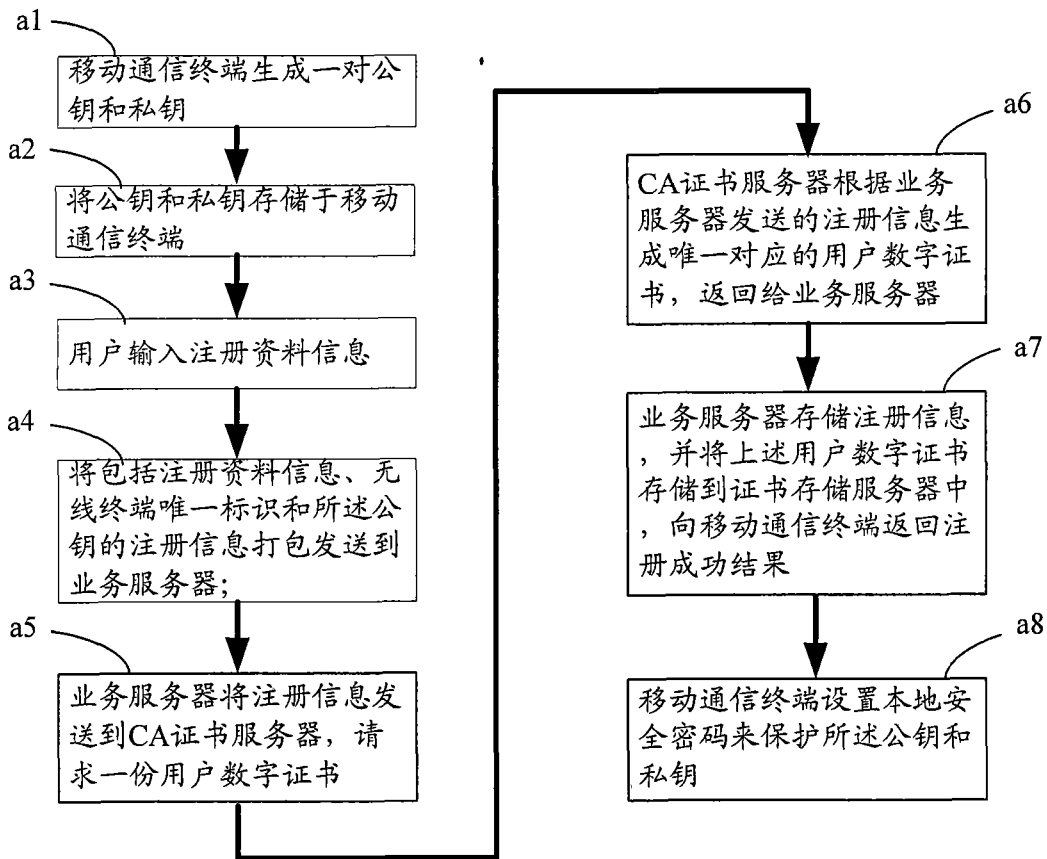 a1
移动通信终端生成一对公
钥和私钥
a2
将公钥和私钥存储于移动
通信终端
a3
用户输入注册资料信息
a4
将包括注册资料信息、无
线终端唯一标识和所述公
钥的注册信息打包发送到
业务服务器;
a5
业务服务器将注册信息发
送到CA证书服务器，请
求一份用户数字证书
a6
CA证书服务器根据业务
服务器发送的注册信息生
成唯一对应的用户数字证
书，返回给业务服务器
a7
业务服务器存储注册信息
，并将上述用户数字证书
存储到证书存储服务器中
，向移动通信终端返回注
册成功结果
a8
移动通信终端设置本地安
全密码来保护所述公钥和
私钥